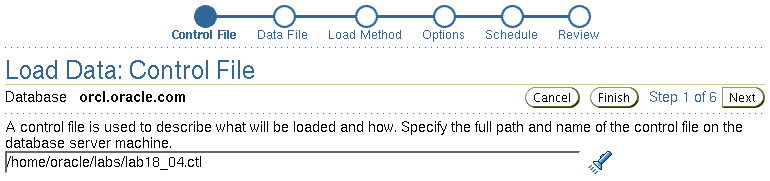 Control File Data File Load Method Options Schedule Review
Load Data: Control File
Database orcl.oracle.com Cancel Finish Step 1 of 6 Next
A control file is used to describe what will be loaded and how. Specify the full path and name of the control file on the
database server machine.
/home/oracle/labs/lab18_04.ctl